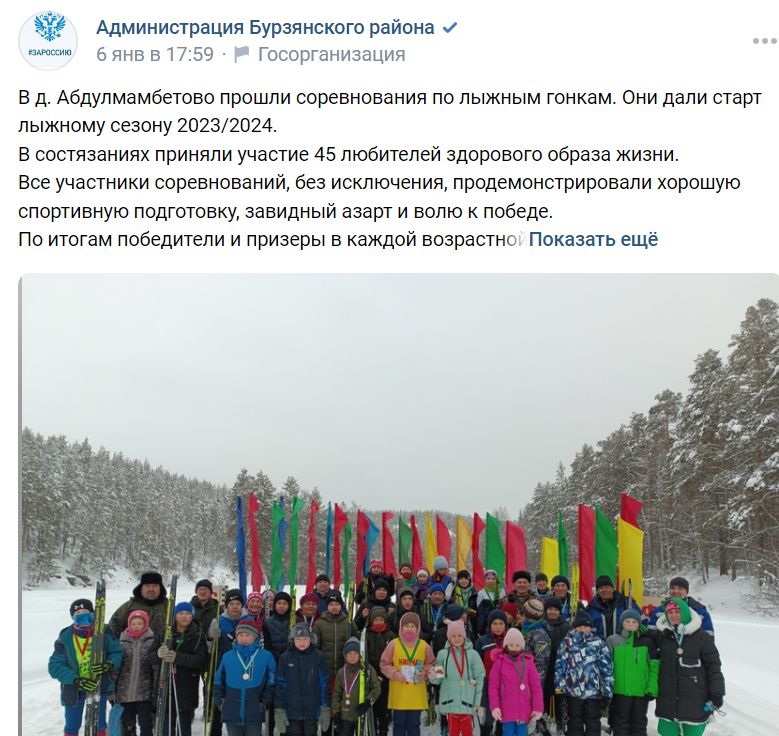 #ZAРОССИЮ
Администрация Бурзянского района
6 янв в 17:59 · Госорганизация
В д. Абдулмамбетово прошли соревнования по лыжным гонкам. Они дали старт
лыжному сезону 2023/2024.
В состязаниях приняли участие 45 любителей здорового образа жизни.
Все участники соревнований, без исключения, продемонстрировали хорошую
спортивную подготовку, завидный азарт и волю к победе.
По итогам победители и призеры в каждой возрастной Показать ещё